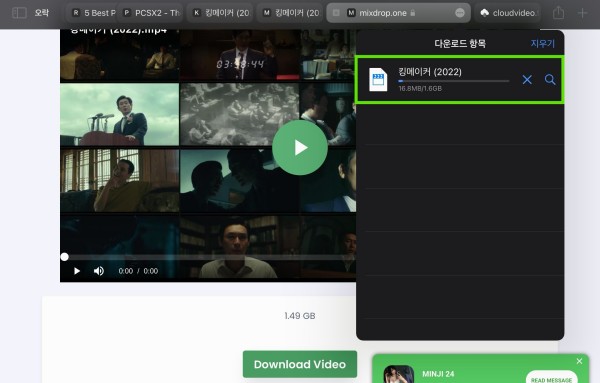 오락
R 5 Best P
P PCSX2 - Th
K 킹메이커 (20
M 킹메이커 (20
M mixdrop.one
cloudvideo
킹메이커 (2022).mp4
03:58:44
다운로드 항목
지우기
킹메이커 (2022)
16.8MB/1.6GB
0:00 / 0:00
1.49 GB
Download Video
MINJI 24
READ MESSAGE